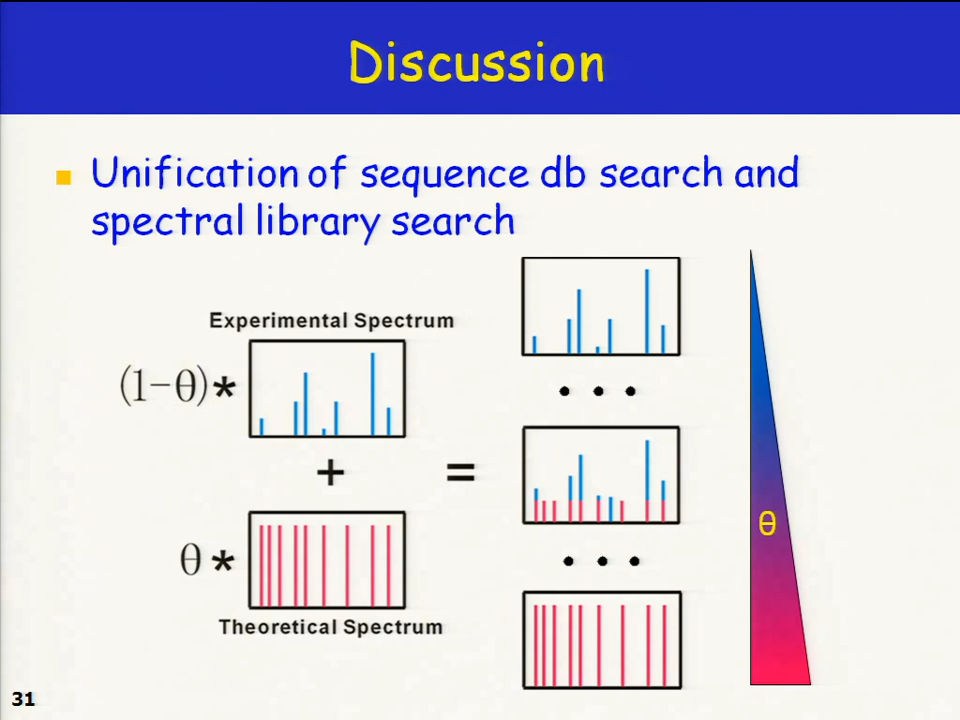 Discussion
Unification of sequence db search and
spectral library search
Experimental Spectrum
(1-θ)*
+
=
θ*
Theoretical Spectrum
θ
31